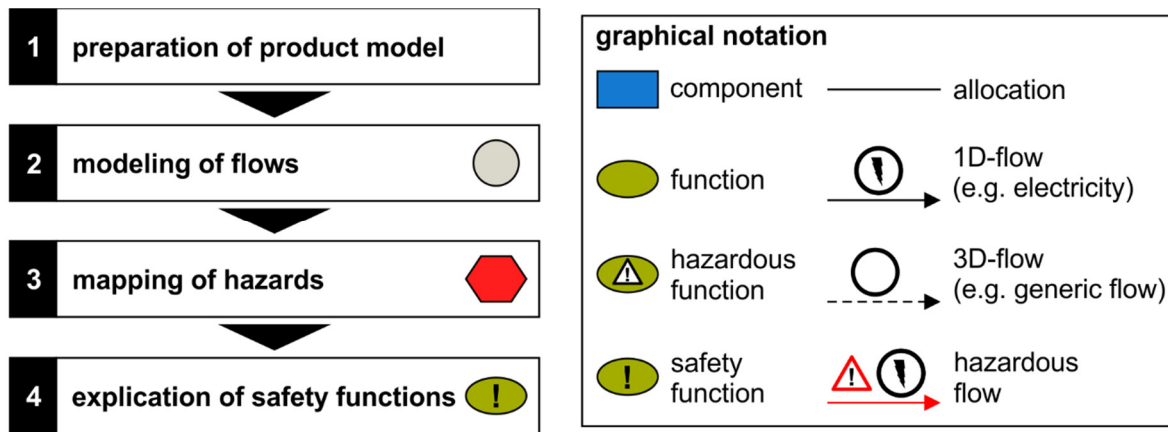 1 preparation of product model
2 modeling of flows
3 mapping of hazards
4 explication of safety functions !
graphical notation
component
allocation
function
1D-flow
(e.g. electricity)
! hazardous
function
3D-flow
(e.g. generic flow)
! safety
function
! hazardous
flow